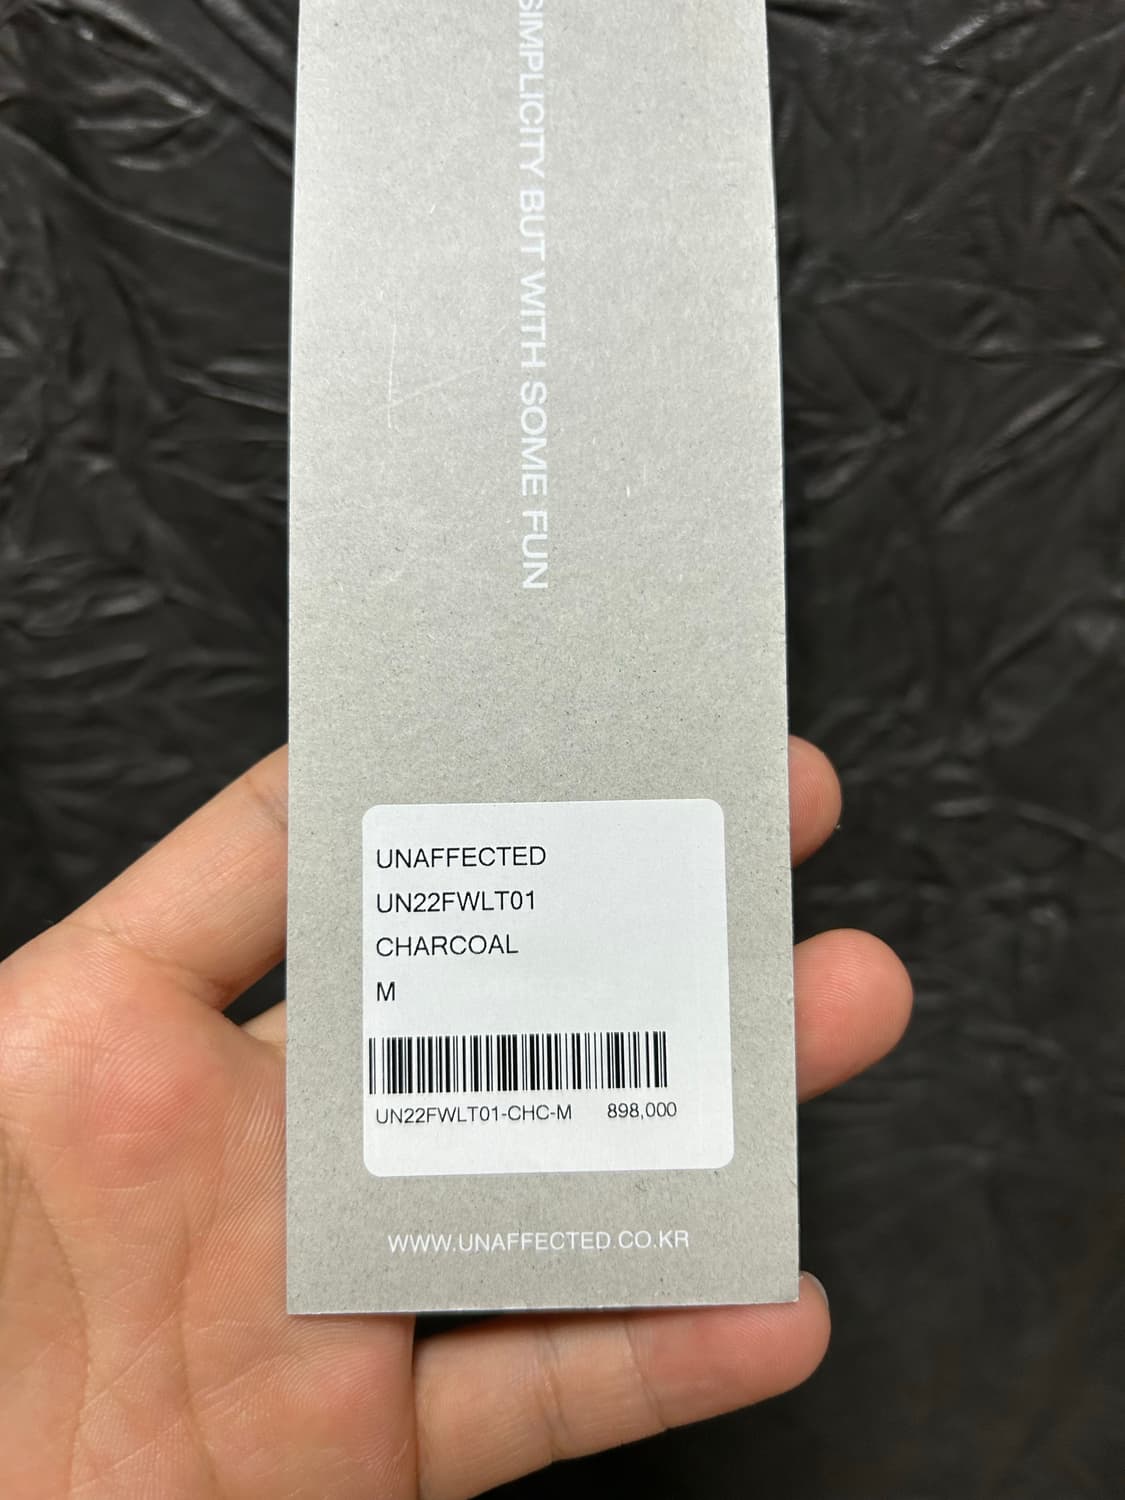 SIMPLICITY BUT WITH SOME FUN
UNAFFECTED
UN22FWLT01
CHARCOAL
M
UN22FWLT01-CHC-M 898,000
WWW.UNAFFECTED.CO.KR